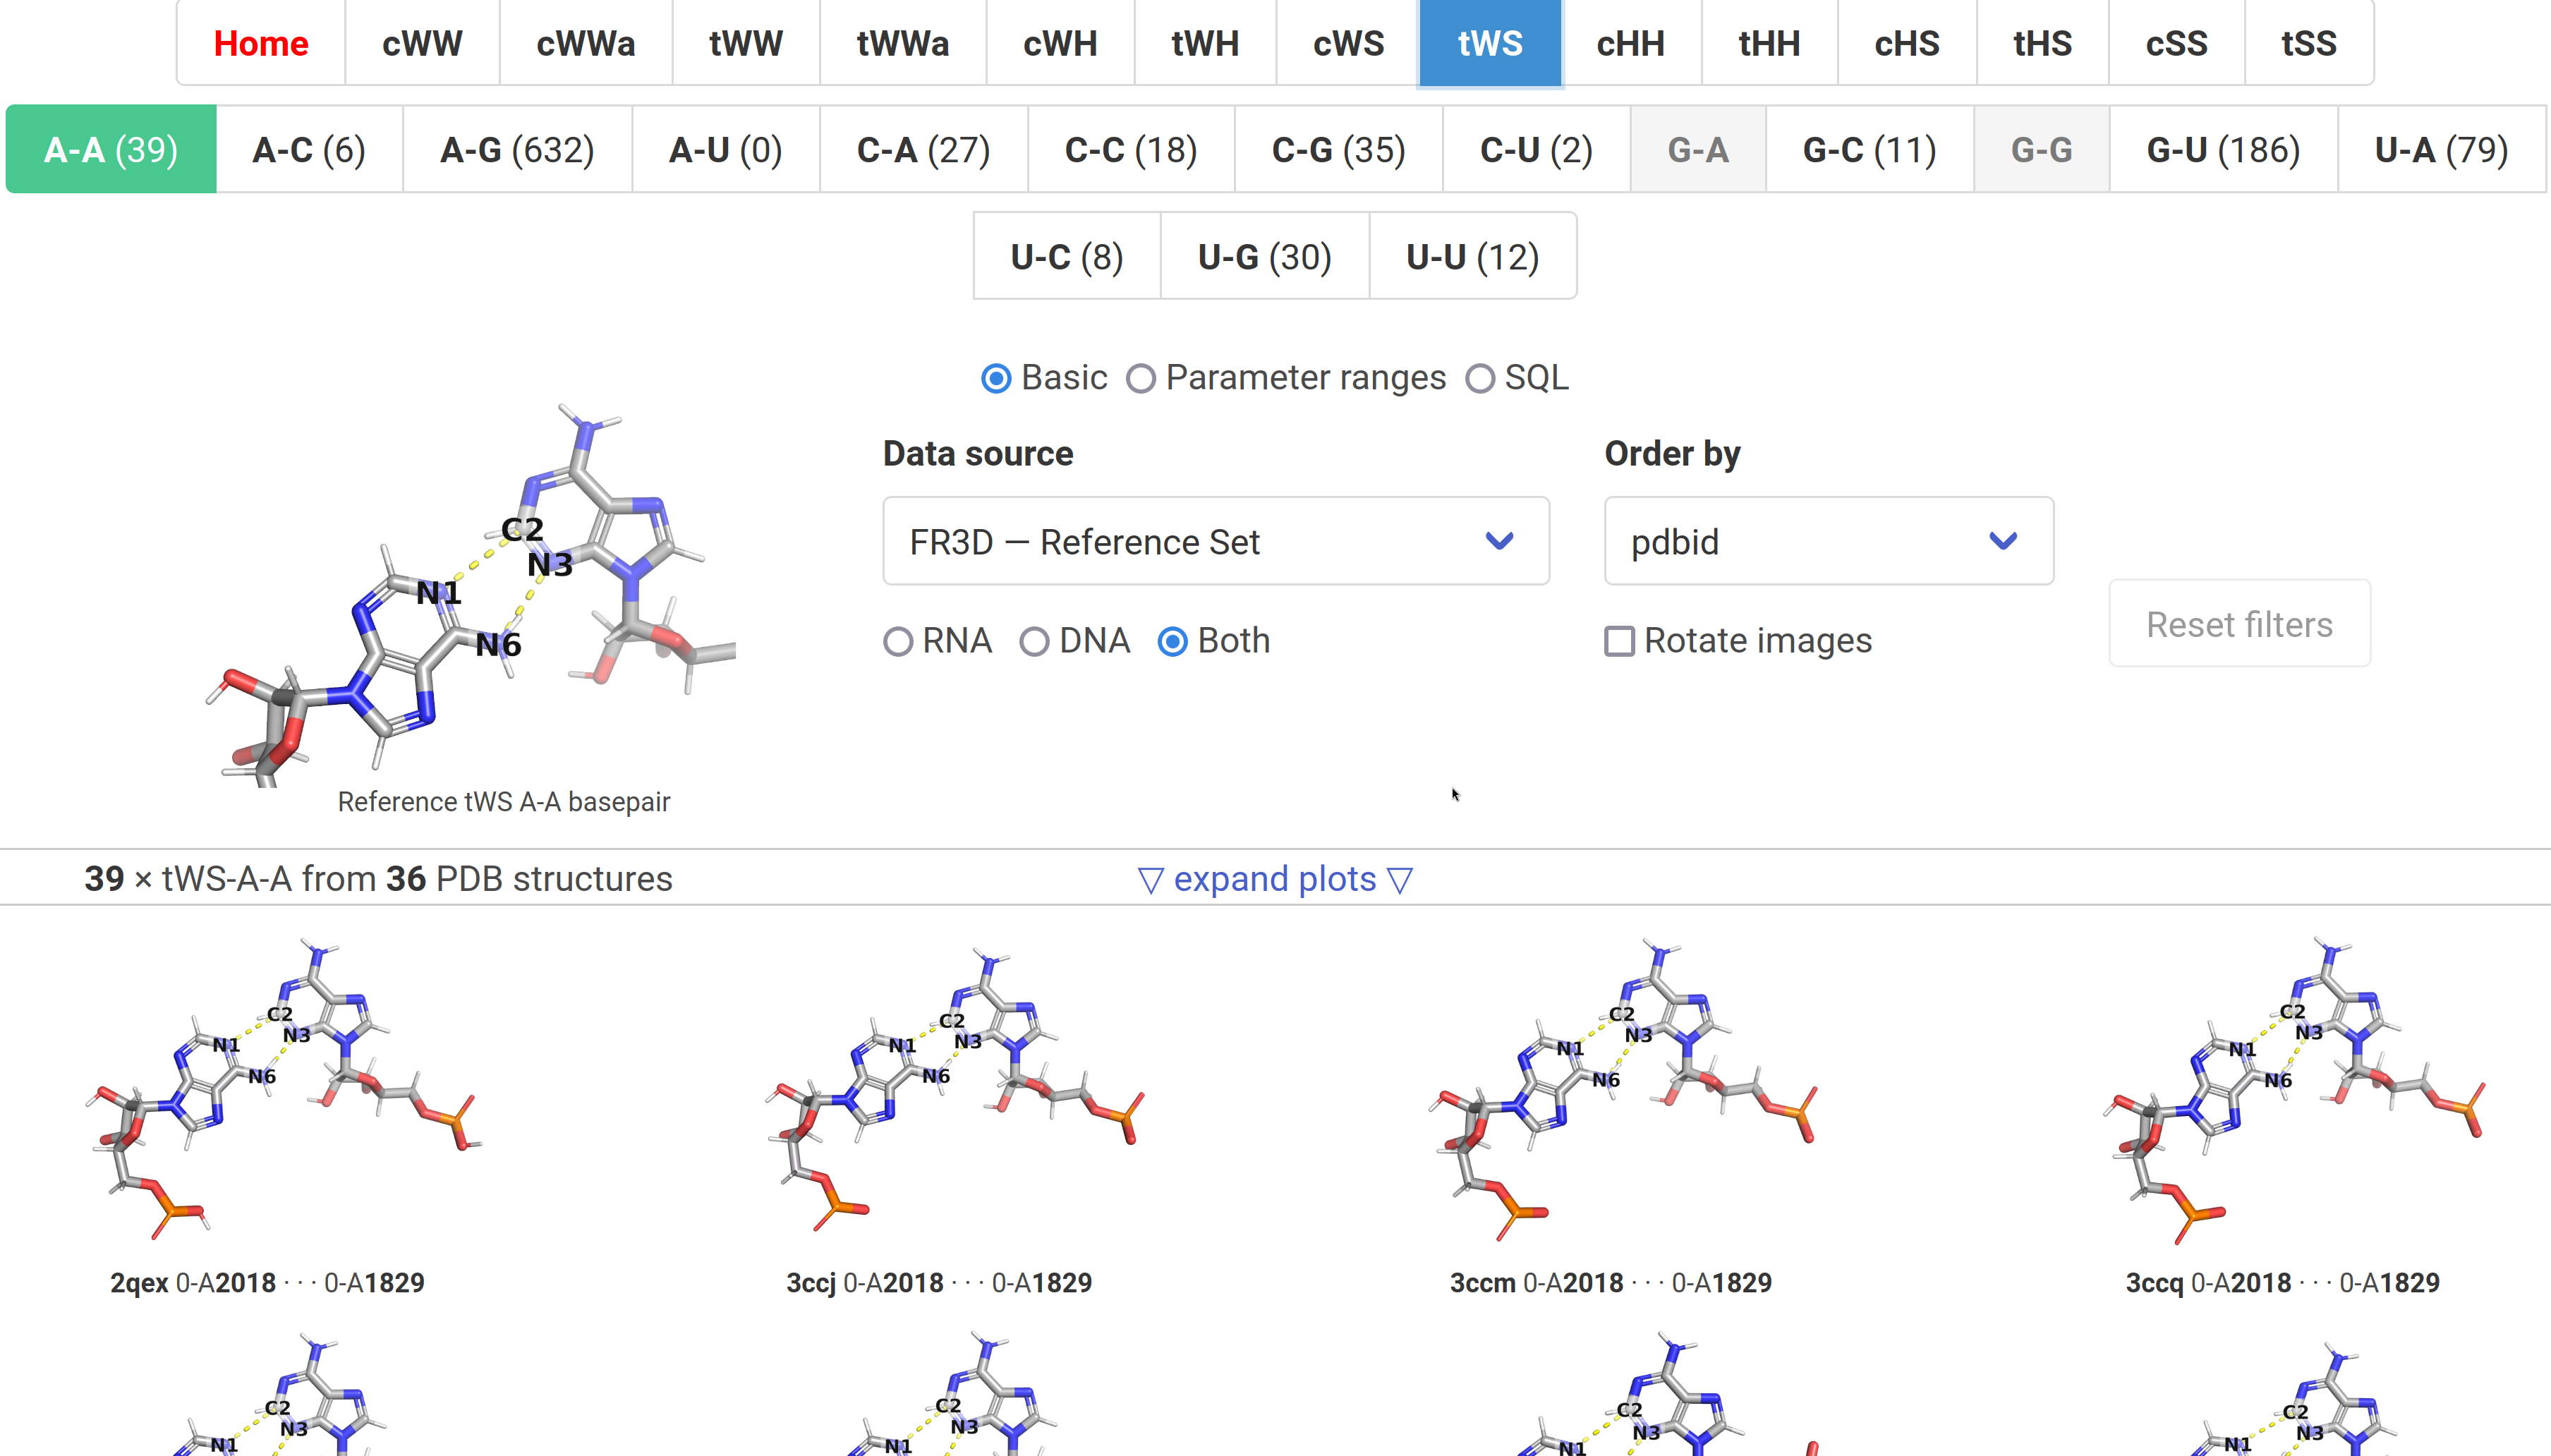 Home cWW cWWa tWW tWWa cWH tWH cWS tWS cHH tHH cHS tHS cSS tSS
A-A (39) A-C (6) A-G (632) A-U (0) C-A (27) C-C (18) C-G (35) C-U (2) G-A G-C (11) G-G G-U (186) U-A (79)
U-C (8) U-G (30) U-U (12)
Basic Parameter ranges SQL
Data source Order by
FR3D — Reference Set pdbid
RNA DNA Both Rotate images Reset filters
C2
N3
N1
N6
Reference tWS A-A basepair
39 × tWS-A-A from 36 PDB structures ▽ expand plots ▽
C2 C2 C2 C2
N3 N3 N3 N3
N1 N1 N1 N1
N6 N6 N6 N6
2qex 0-A2018 · · · 0-A1829 3ccj 0-A2018 · · · 0-A1829 3ccm 0-A2018 · · · 0-A1829 3ccq 0-A2018 · · · 0-A1829
C2 C2 C2 C2
N3 N3 N3 N3
N1 N1 N1 N1